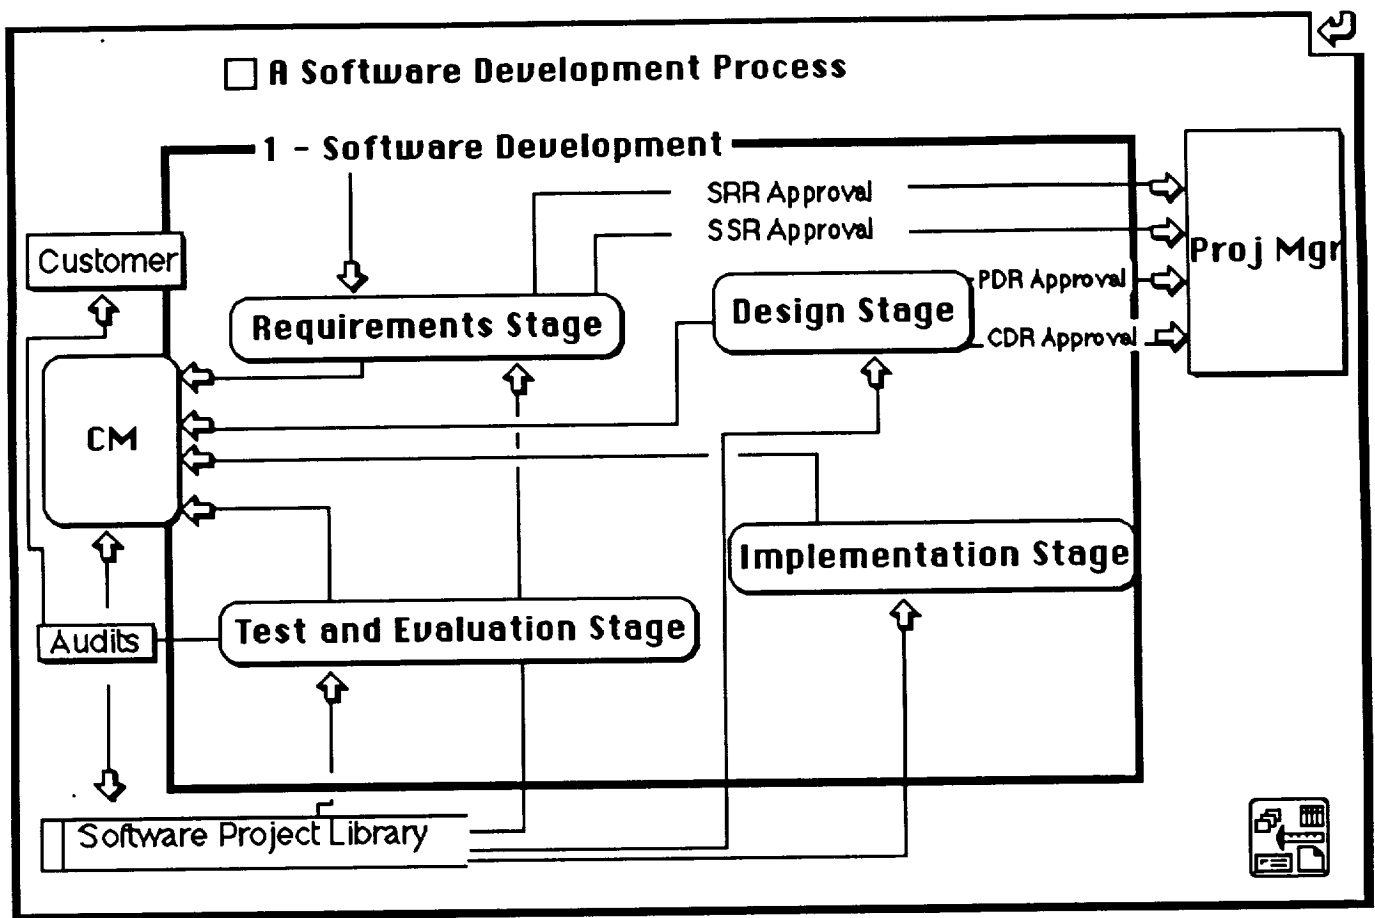 A Software Development Process
1 - Software Development
SRR Approval
SSR Approval
Customer
Proj Mgr
PDR Approval
Design Stage
Requirements Stage
CDR Approval
CM
Implementation Stage
Test and Evaluation Stage
Audits
Software Project Library